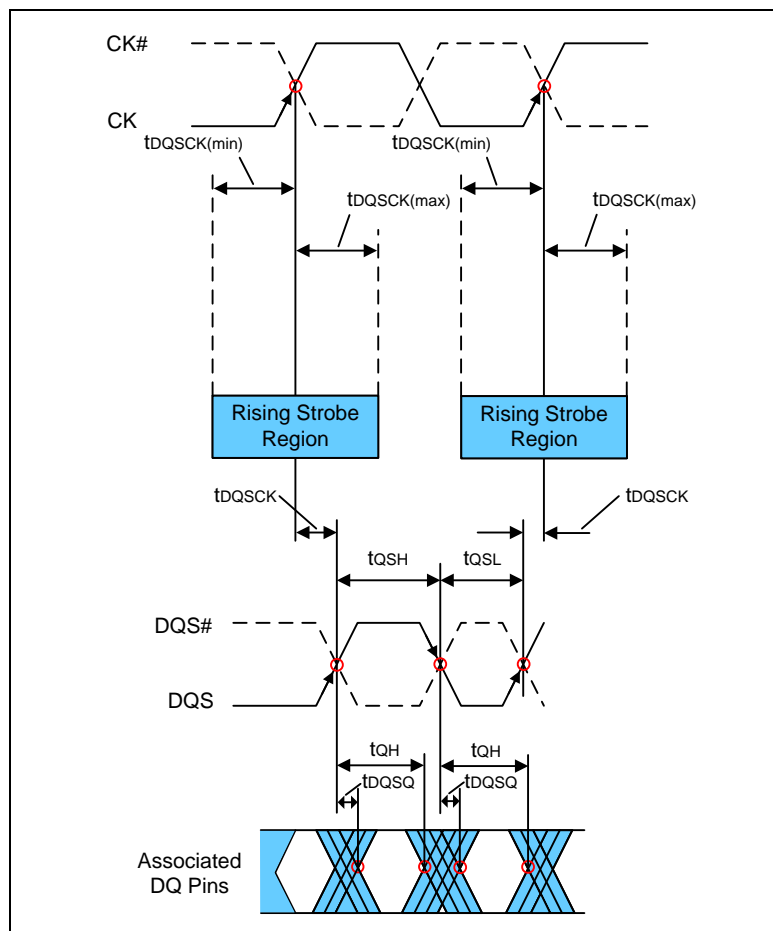 CK#
CK
tDQSCK(min)
tDQSCK(min)
tDQSCK(max)
tDQSCK(max)
Rising Strobe
Region
Rising Strobe
Region
tDQSCK
tDQSCK
tQSH
tQSL
DQS#
DQS
tQH
tQH
tDQSQ
tDQSQ
Associated
DQ Pins